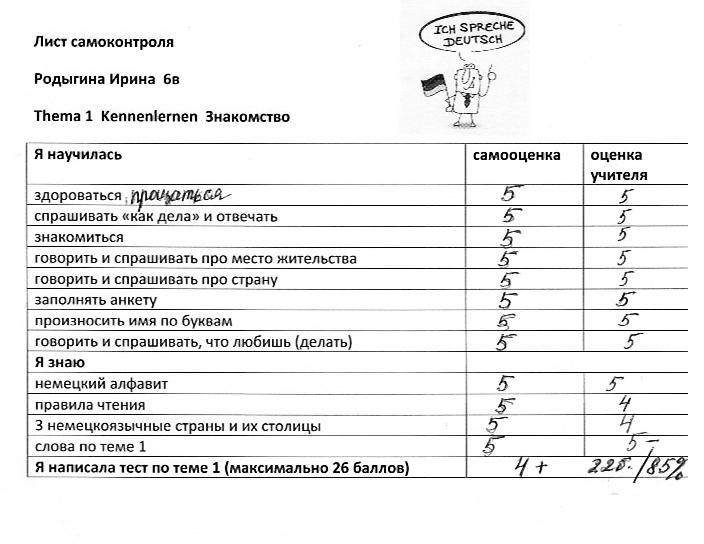 ICH SPRECHE
DEUTSCH
Лист самоконтроля
Родыгина Ирина 6в
Thema 1 Kennenlernen Знакомство
Я научилась самооценка оценка учителя
здороваться, прощаться 5 5
спрашивать «как дела» и отвечать 5 5
знакомиться 5 5
говорить и спрашивать про место жительства 5 5
говорить и спрашивать про страну 5 5
заполнять анкету 5 5
произносить имя по буквам 5 5
говорить и спрашивать, что любишь (делать) 5 5
Я знаю
немецкий алфавит 5 5
правила чтения 5 4
3 немецкоязычные страны и их столицы 5 4
слова по теме 1 5 5-
Я написала тест по теме 1 (максимально 26 баллов) 4+ 22б./85%